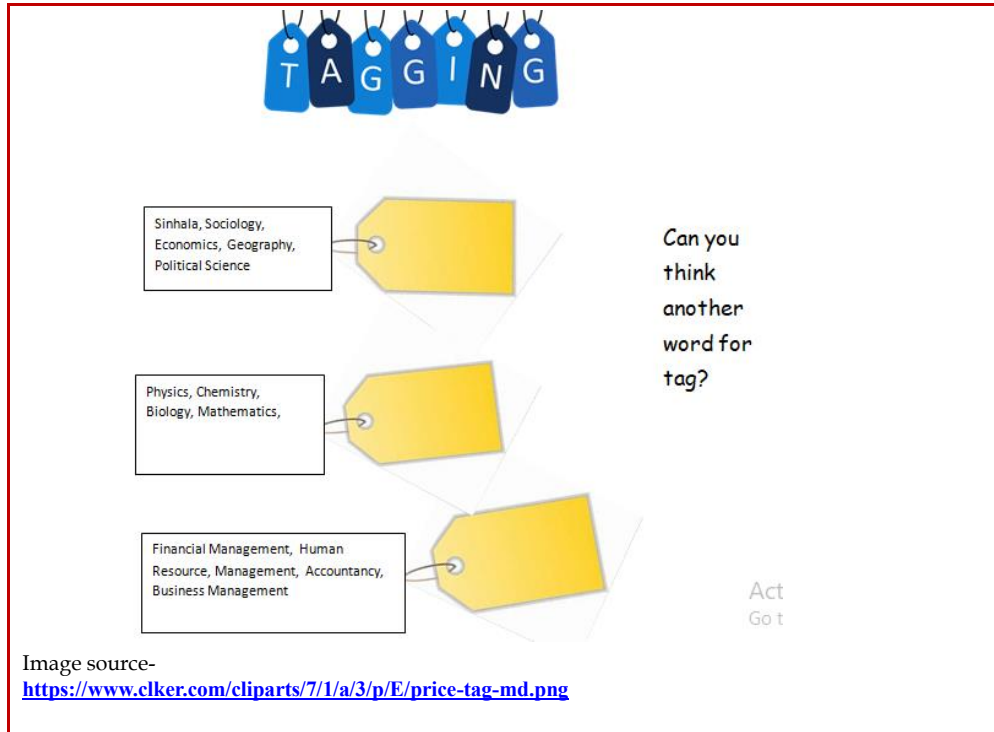 TAGGING
Sinhala, Sociology,
Economics, Geography,
Political Science
Can you
think
another
word for
tag?
Physics, Chemistry,
Biology, Mathematics,
Financial Management, Human
Resource, Management, Accountancy,
Business Management
Act
Go t
Image source-
https://www.clker.com/cliparts/7/1/a/3/p/E/price-tag-md.png